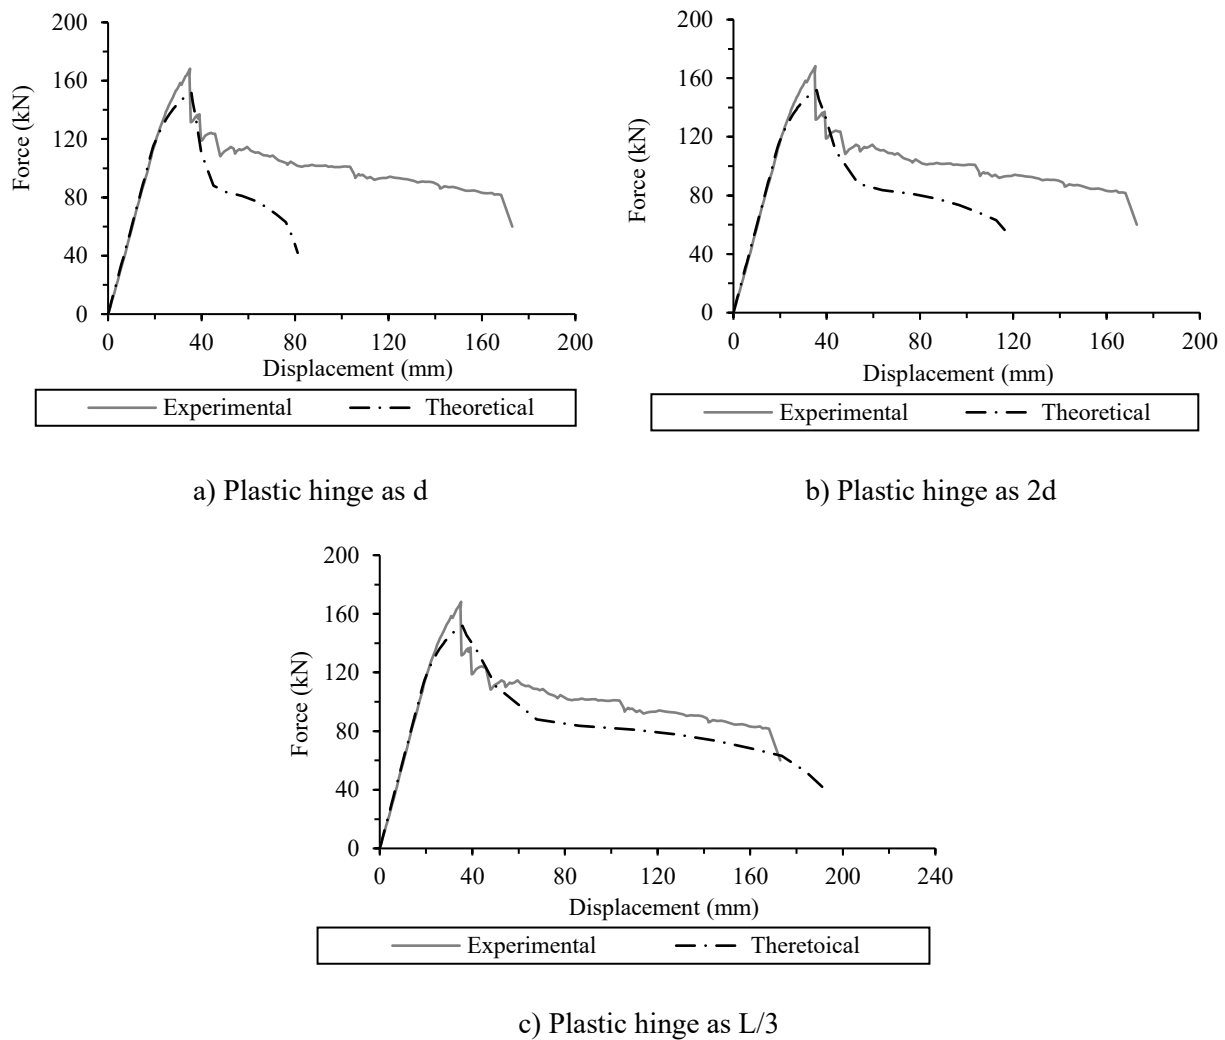 200
160
120
80
40
0
Force (kN)
0 40 80 120 160 200
Displacement (mm)
Experimental Theoretical
a) Plastic hinge as d
200
160
120
80
40
0
Force (kN)
0 40 80 120 160 200
Displacement (mm)
Experimental Theoretical
b) Plastic hinge as 2d
200
160
120
80
40
0
Force (kN)
0 40 80 120 160 200 240
Displacement (mm)
Experimental Theretoical
c) Plastic hinge as L/3